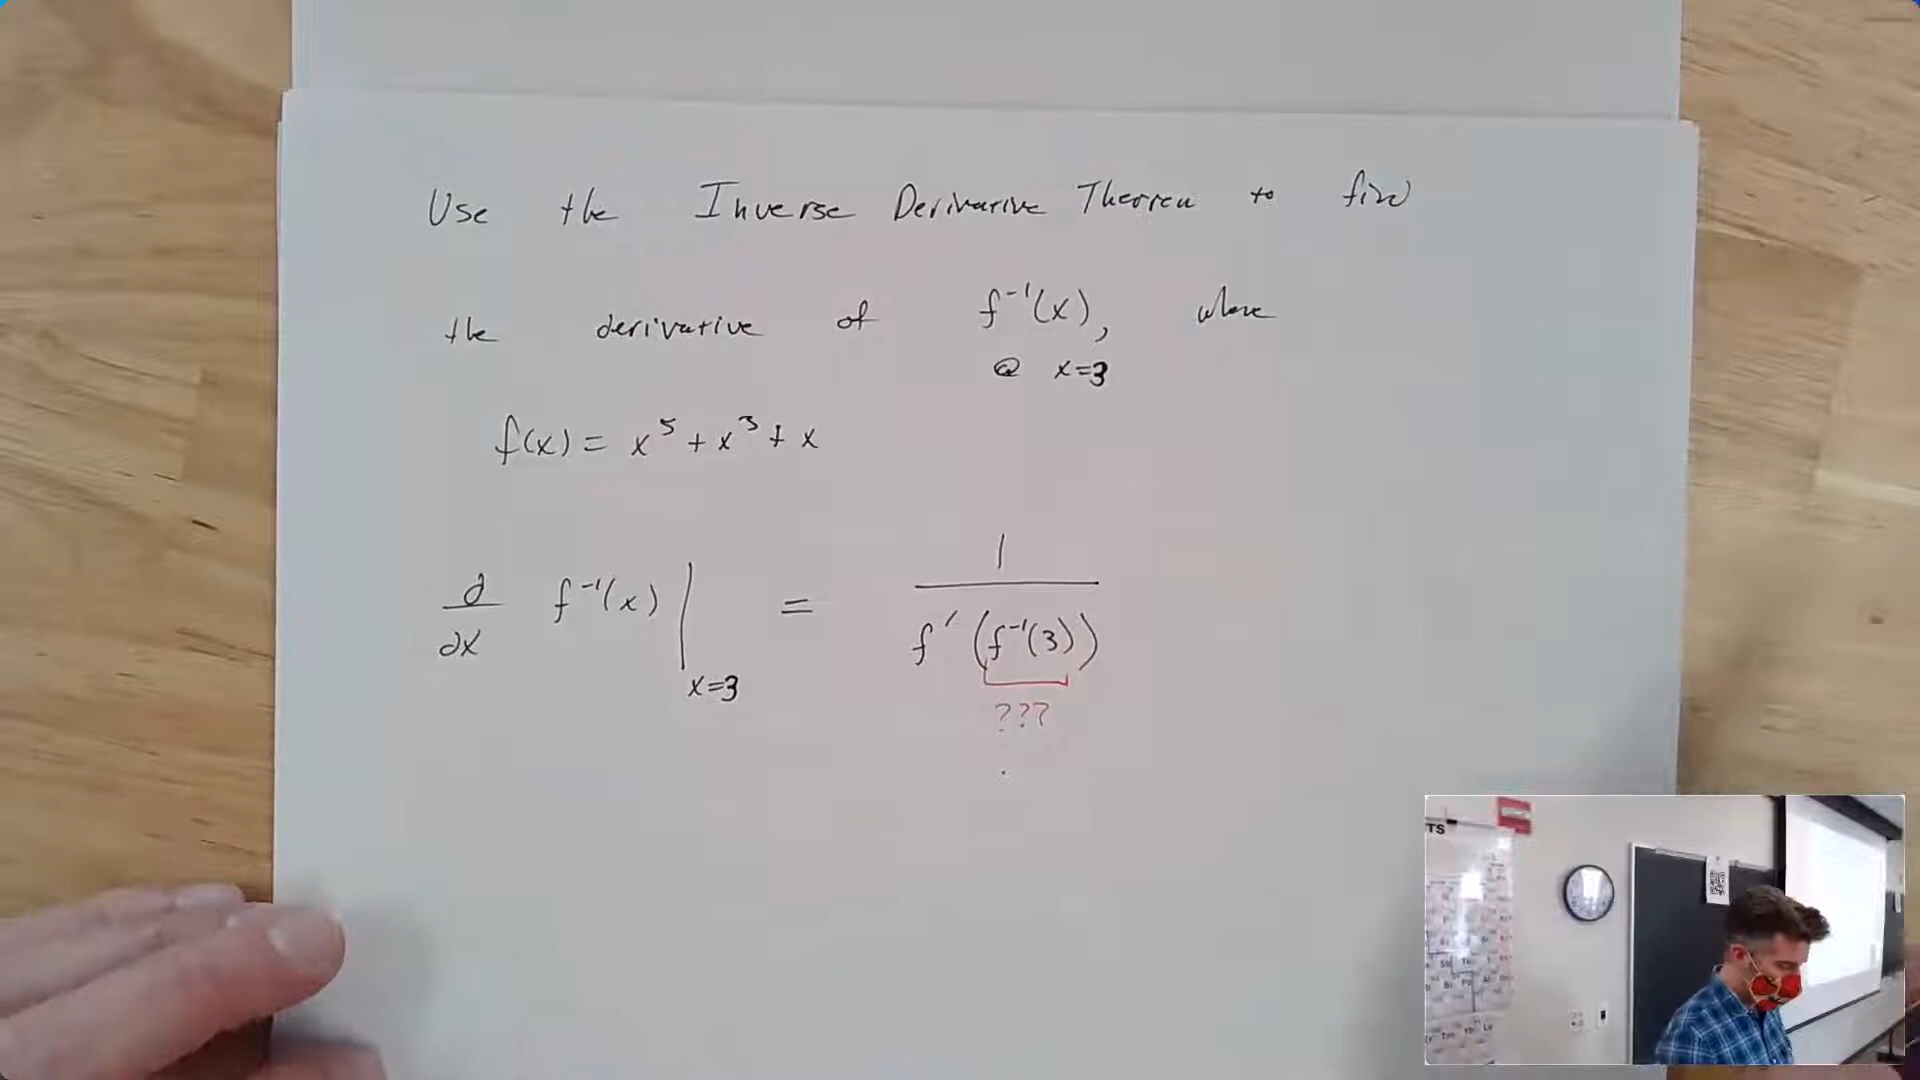 Use the Inverse Derivative Theorem to find
the derivative of f⁻¹(x), where
@ x=3
f(x) = x⁵ + x³ + x
∂/∂x f⁻¹(x) |ₓ₌₃ = 1/(f′(f⁻¹(3)))
???
TS